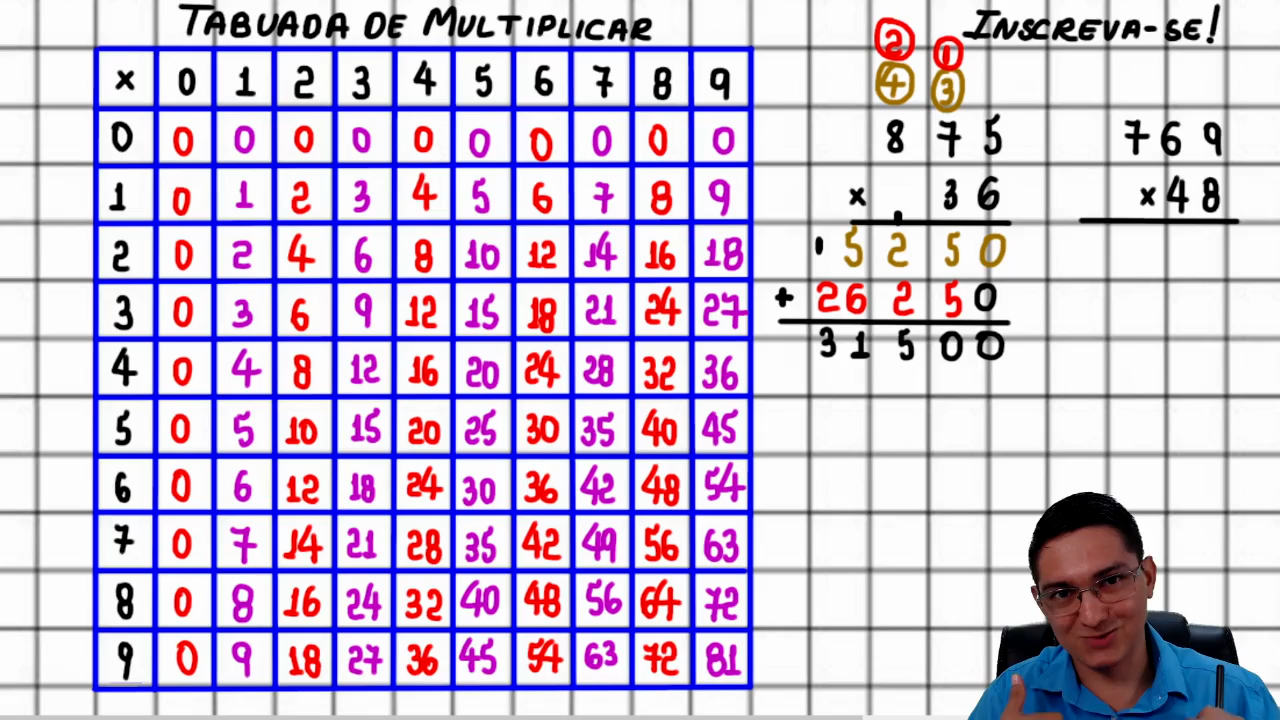 TABUADA DE MULTIPLICAR
x 0 1 2 3 4 5 6 7 8 9
0 0 0 0 0 0 0 0 0 0 0
1 0 1 2 3 4 5 6 7 8 9
2 0 2 4 6 8 10 12 14 16 18
3 0 3 6 9 12 15 18 21 24 27
4 0 4 8 12 16 20 24 28 32 36
5 0 5 10 15 20 25 30 35 40 45
6 0 6 12 18 24 30 36 42 48 54
7 0 7 14 21 28 35 42 49 56 63
8 0 8 16 24 32 40 48 56 64 72
9 0 9 18 27 36 45 54 63 72 81
INSCREVA-SE!
2 1
4 3
8 7 5
x 3 6
5 2 5 0
+ 2 6 2 5 0
3 1 5 0 0
7 6 9
x 4 8